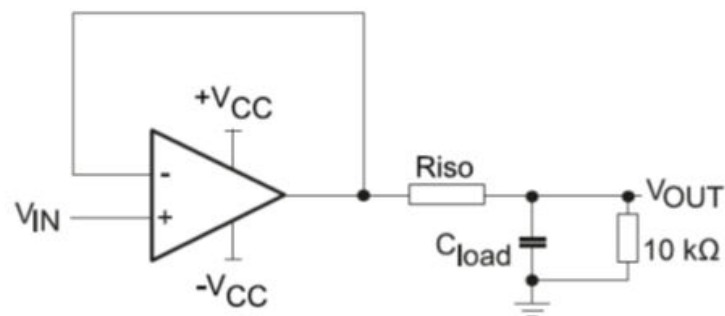 +VCC
Riso
-
VIN
+
VOUT
Cload
10 kΩ
-VCC